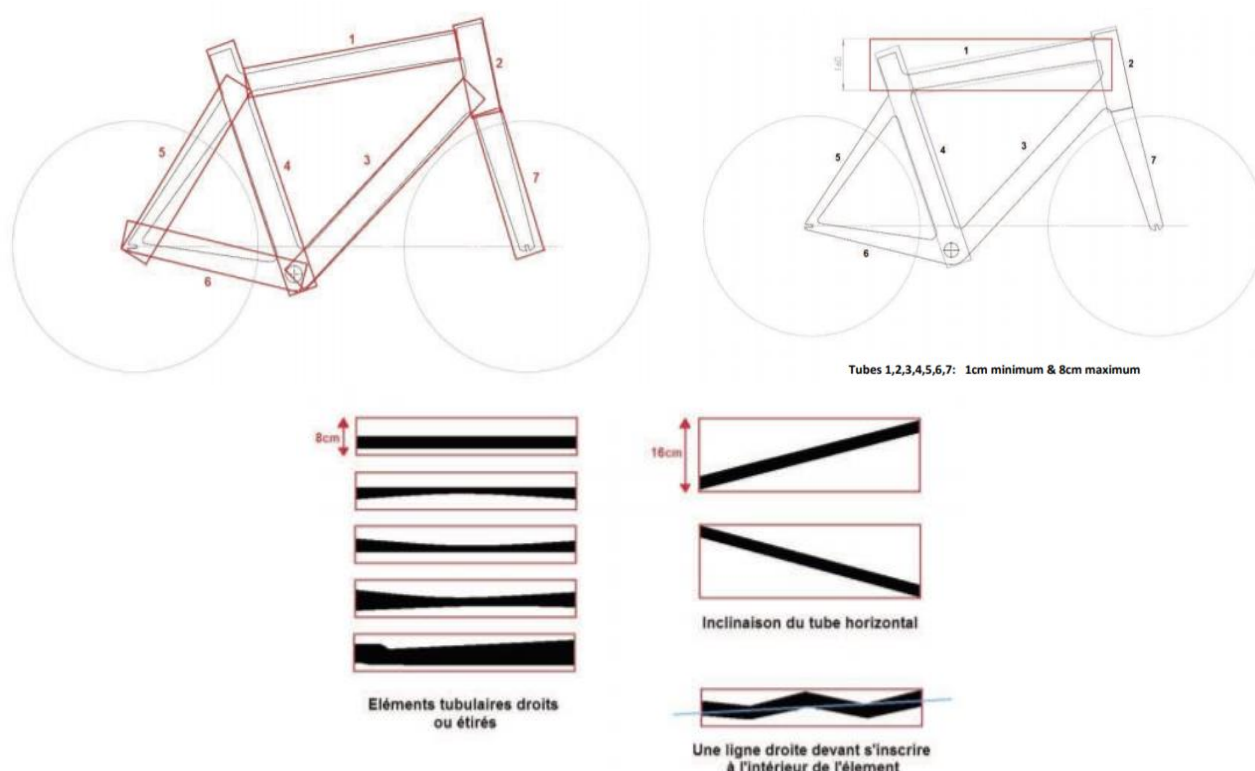 1
2
3
4
5
6
7
160
1
2
3
4
5
6
7
Tubes 1,2,3,4,5,6,7: 1cm minimum & 8cm maximum
8cm
16cm
Inclinaison du tube horizontal
Eléments tubulaires droits
ou étirés
Une ligne droite devant s'inscrire
à l'intérieur de l'élement